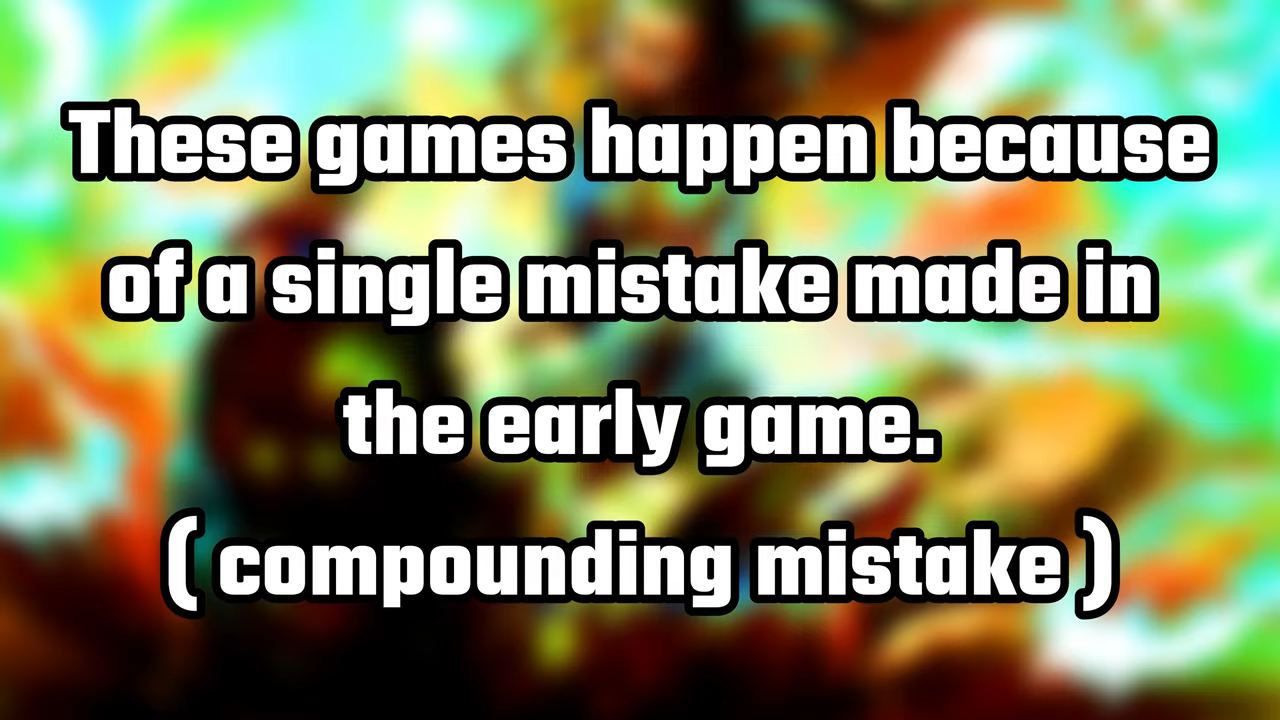 These games happen because
of a single mistake made in
the early game.
( compounding mistake )